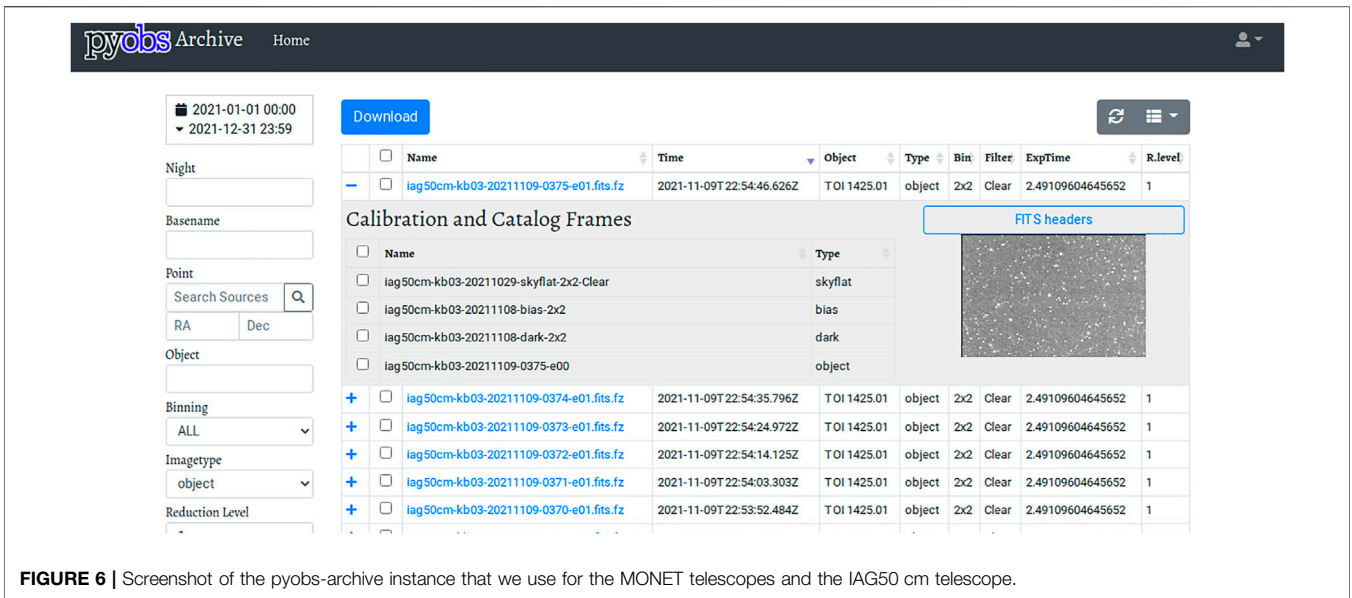 pyobs Archive Home
2021-01-01 00:00
2021-12-31 23:59
Night
Basename
Point
Search Sources
RA Dec
Object
Binning
ALL
Imagetype
object
Reduction Level
Download
Name Time Object Type Bin Filter ExpTime R.level
iag50cm-kb03-20211109-0375-e01.fits.fz 2021-11-09T22:54:46.626Z TOI 1425.01 object 2x2 Clear 2.49109604645652 1
Calibration and Catalog Frames
FITS headers
Name Type
iag50cm-kb03-20211029-skyflat-2x2-Clear skyflat
iag50cm-kb03-20211108-bias-2x2 bias
iag50cm-kb03-20211108-dark-2x2 dark
iag50cm-kb03-20211109-0375-e00 object
iag50cm-kb03-20211109-0374-e01.fits.fz 2021-11-09T22:54:35.796Z TOI 1425.01 object 2x2 Clear 2.49109604645652 1
iag50cm-kb03-20211109-0373-e01.fits.fz 2021-11-09T22:54:24.972Z TOI 1425.01 object 2x2 Clear 2.49109604645652 1
iag50cm-kb03-20211109-0372-e01.fits.fz 2021-11-09T22:54:14.125Z TOI 1425.01 object 2x2 Clear 2.49109604645652 1
iag50cm-kb03-20211109-0371-e01.fits.fz 2021-11-09T22:54:03.303Z TOI 1425.01 object 2x2 Clear 2.49109604645652 1
iag50cm-kb03-20211109-0370-e01.fits.fz 2021-11-09T22:53:52.484Z TOI 1425.01 object 2x2 Clear 2.49109604645652 1
FIGURE 6 | Screenshot of the pyobs-archive instance that we use for the MONET telescopes and the IAG50 cm telescope.